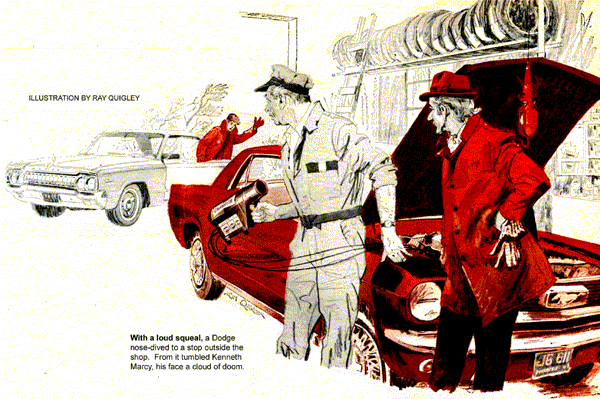 ILLUSTRATION BY RAY QUIGLEY
With a loud squeal, a Dodge
nose-dived to a stop outside the
shop. From it tumbled Kenneth
Marcy, his face a cloud of doom.